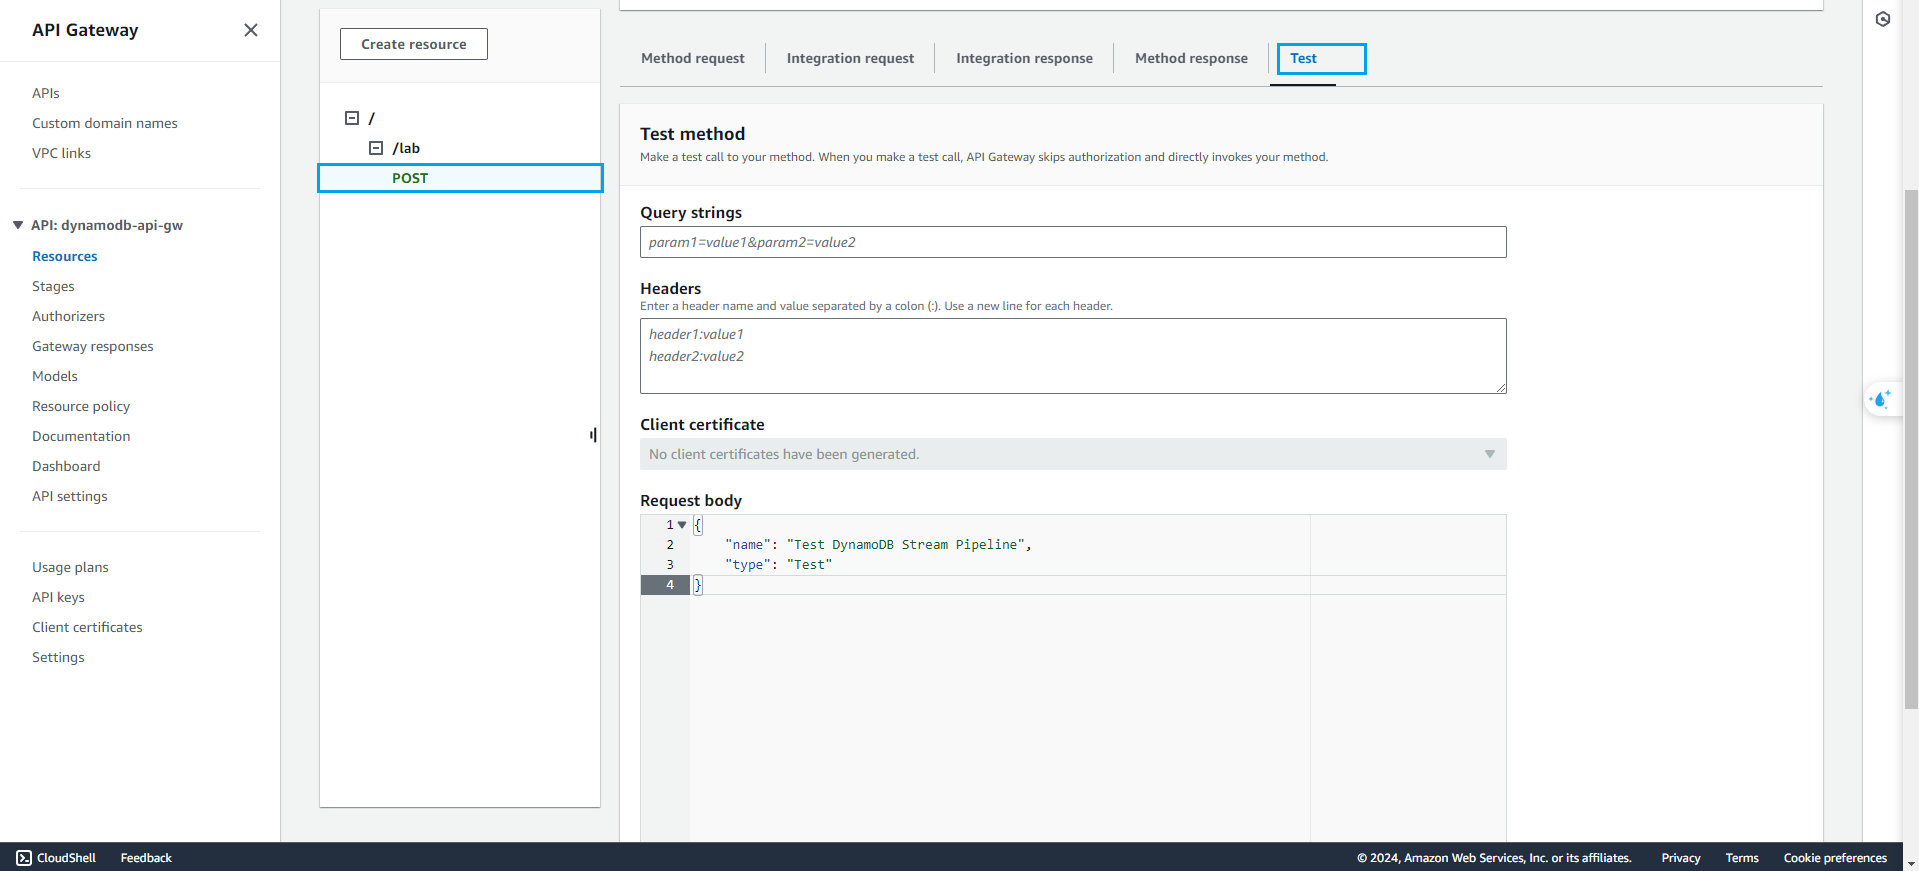 API Gateway
APIs
Custom domain names
VPC links
API: dynamodb-api-gw
Resources
Stages
Authorizers
Gateway responses
Models
Resource policy
Documentation
Dashboard
API settings
Usage plans
API keys
Client certificates
Settings
Create resource
/
/lab
POST
Method request
Integration request
Integration response
Method response
Test
Test method
Make a test call to your method. When you make a test call, API Gateway skips authorization and directly invokes your method.
Query strings
param1=value1&param2=value2
Headers
Enter a header name and value separated by a colon (:). Use a new line for each header.
header1:value1
header2:value2
Client certificate
No client certificates have been generated.
Request body
1 {
2 "name": "Test DynamoDB Stream Pipeline",
3 "type": "Test"
4 }
CloudShell Feedback © 2024, Amazon Web Services, Inc. or its affiliates. Privacy Terms Cookie preferences